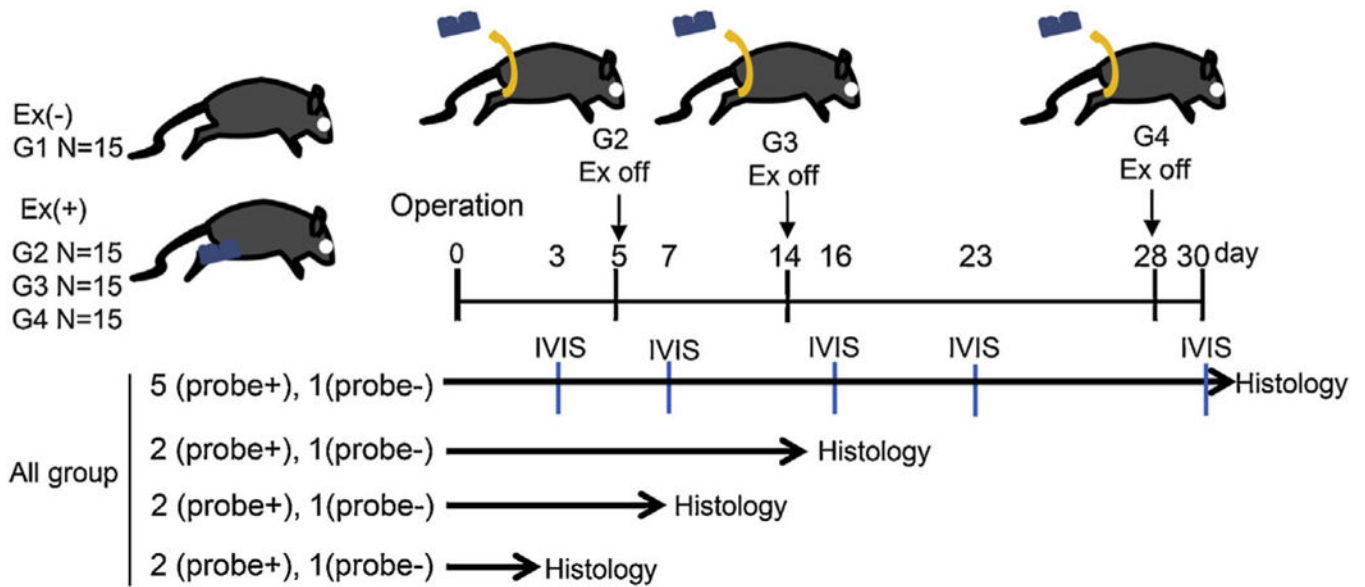 Ex(-)
G1 N=15
Ex(+)
G2 N=15
G3 N=15
G4 N=15
G2
Ex off
G3
Ex off
G4
Ex off
Operation
0 3 5 7 14 16 23 28 30 day
IVIS IVIS IVIS IVIS IVIS
All group
5 (probe+), 1(probe-) Histology
2 (probe+), 1(probe-) Histology
2 (probe+), 1(probe-) Histology
2 (probe+), 1(probe-) Histology